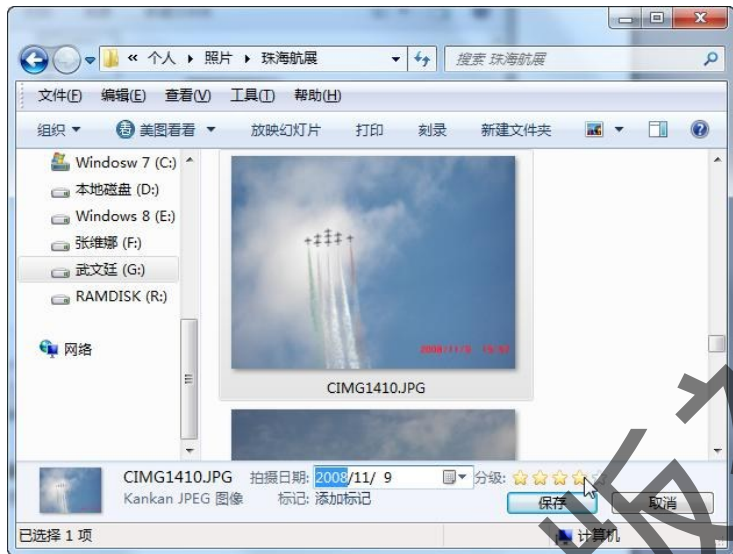 « 个人 ▸ 照片 ▸ 珠海航展
搜索 珠海航展
文件(F) 编辑(E) 查看(V) 工具(T) 帮助(H)
组织 美图看看 放映幻灯片 打印 刻录 新建文件夹
Windosw 7 (C:)
本地磁盘 (D:)
Windows 8 (E:)
张维娜 (F:)
武文廷 (G:)
RAMDISK (R:)
网络
CIMG1410.JPG
CIMG1410.JPG 拍摄日期: 2008/11/ 9 分级:
Kankan JPEG 图像 标记: 添加标记 保存 取消
已选择 1 项 计算机